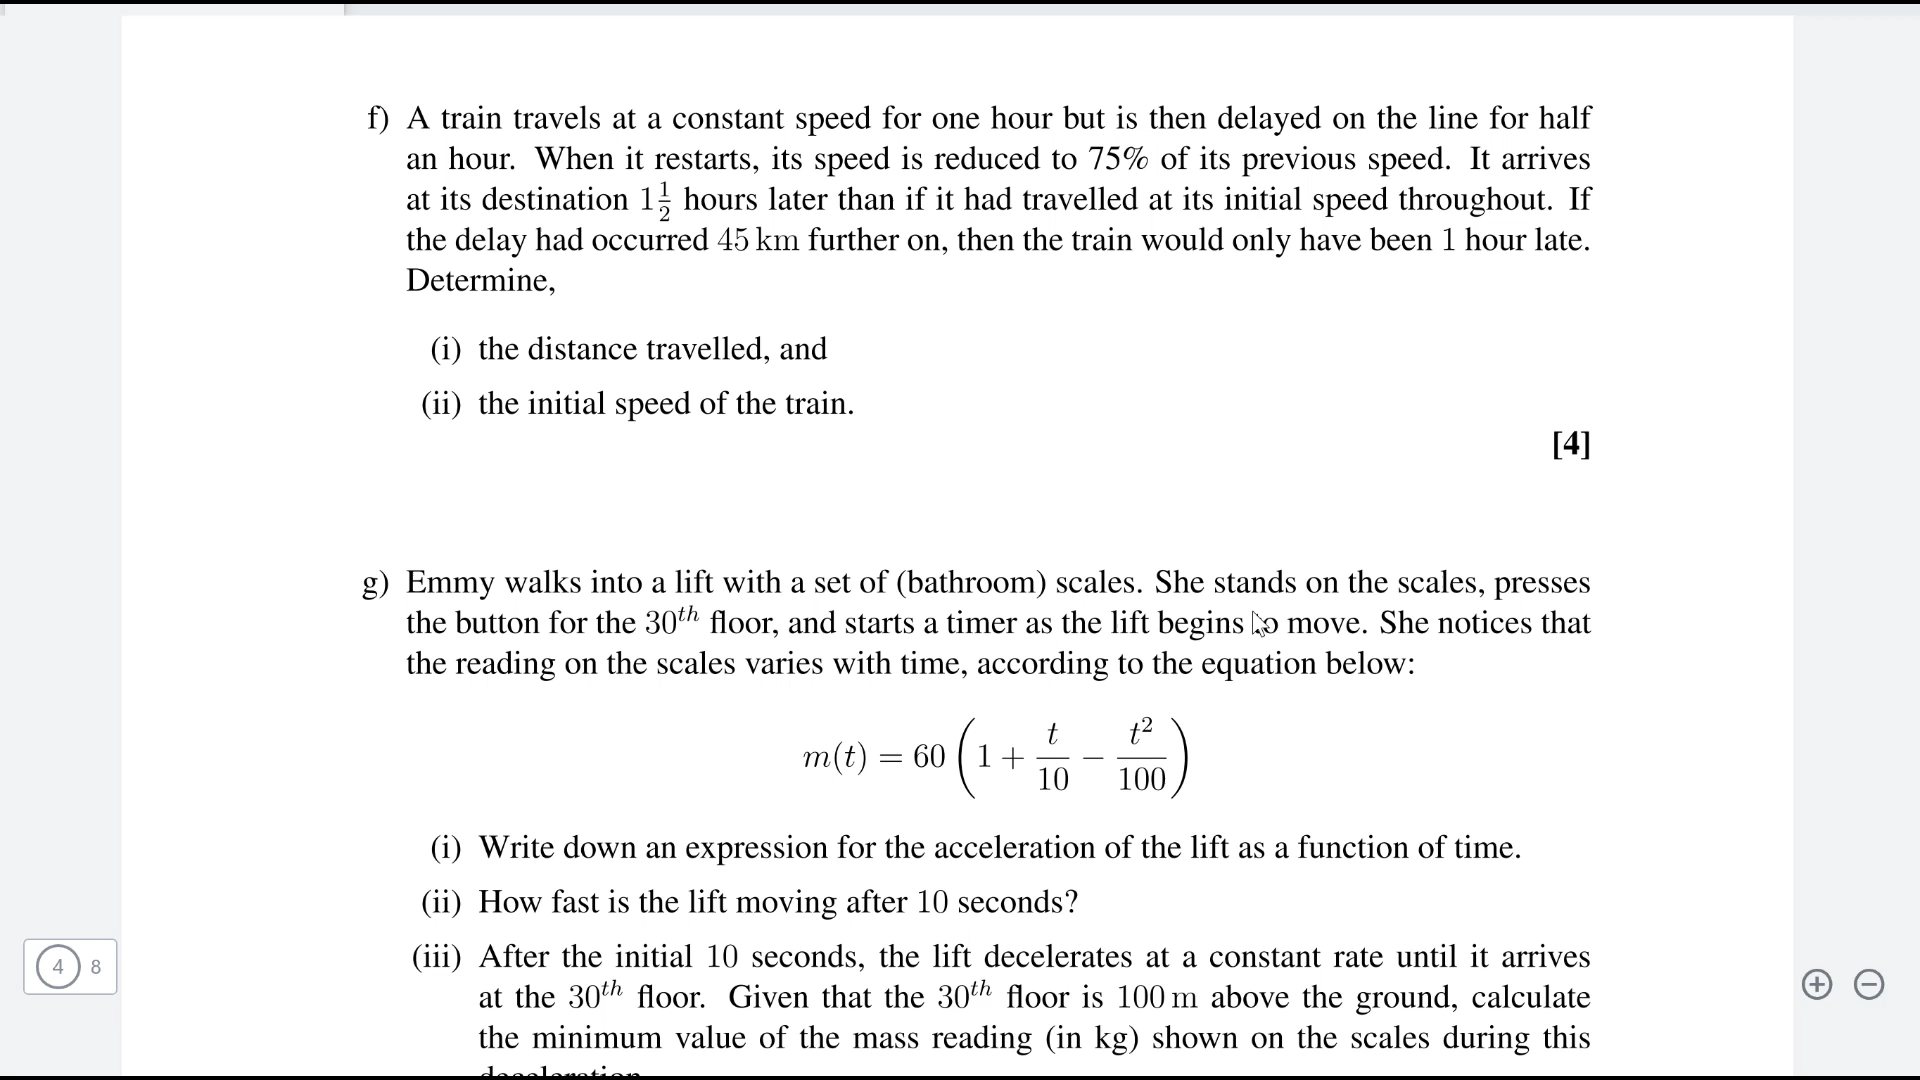 f) A train travels at a constant speed for one hour but is then delayed on the line for half
an hour. When it restarts, its speed is reduced to 75% of its previous speed. It arrives
at its destination 1 1/2 hours later than if it had travelled at its initial speed throughout. If
the delay had occurred 45 km further on, then the train would only have been 1 hour late.
Determine,
(i) the distance travelled, and
(ii) the initial speed of the train.
[4]
g) Emmy walks into a lift with a set of (bathroom) scales. She stands on the scales, presses
the button for the 30th floor, and starts a timer as the lift begins to move. She notices that
the reading on the scales varies with time, according to the equation below:
m(t) = 60 (1 + t/10 − t²/100)
(i) Write down an expression for the acceleration of the lift as a function of time.
(ii) How fast is the lift moving after 10 seconds?
(iii) After the initial 10 seconds, the lift decelerates at a constant rate until it arrives
at the 30th floor. Given that the 30th floor is 100 m above the ground, calculate
the minimum value of the mass reading (in kg) shown on the scales during this
4 8